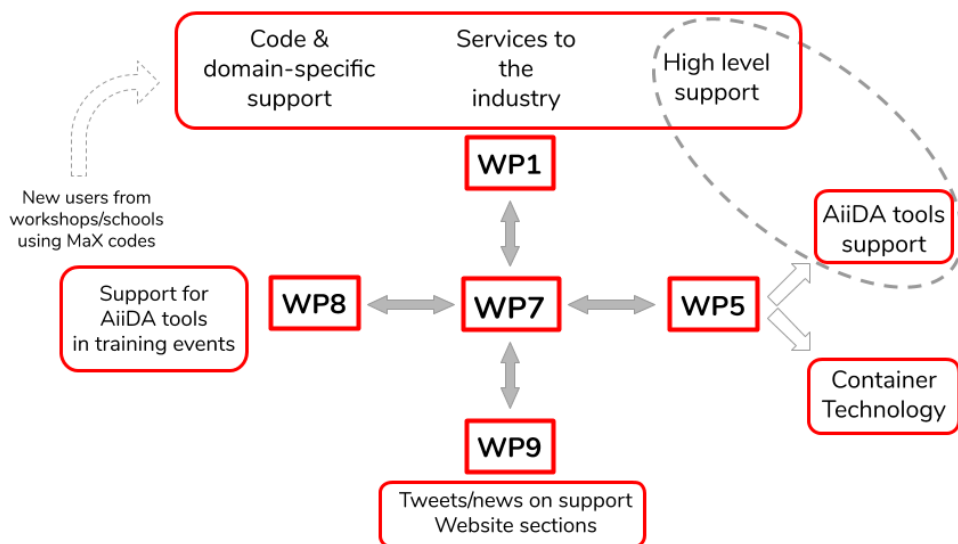 Code &
domain-specific
support
Services to
the
industry
High level
support
WP1
New users from
workshops/schools
using MaX codes
AiiDA tools
support
Support for
AiiDA tools
in training events
WP8
WP7
WP5
Container
Technology
WP9
Tweets/news on support
Website sections